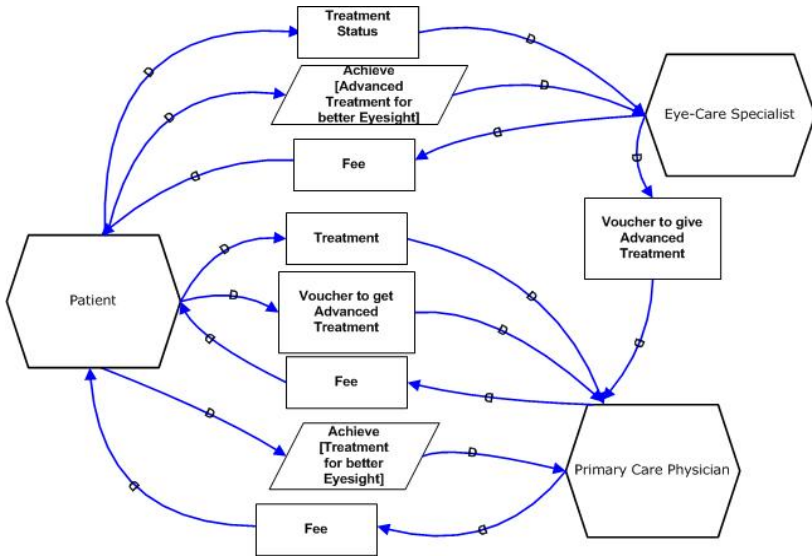 Treatment
Status
D
D
Achieve
[Advanced
Treatment for
better Eyesight]
D
D
D
Eye-Care Specialist
Fee
D
D
D
Voucher to give
Advanced
Treatment
Treatment
D
Patient
D
Voucher to get
Advanced
Treatment
D
D
D
D
Fee
D
D
Achieve
[Treatment
for better
Eyesight]
D
Primary Care Physician
D
Fee
D